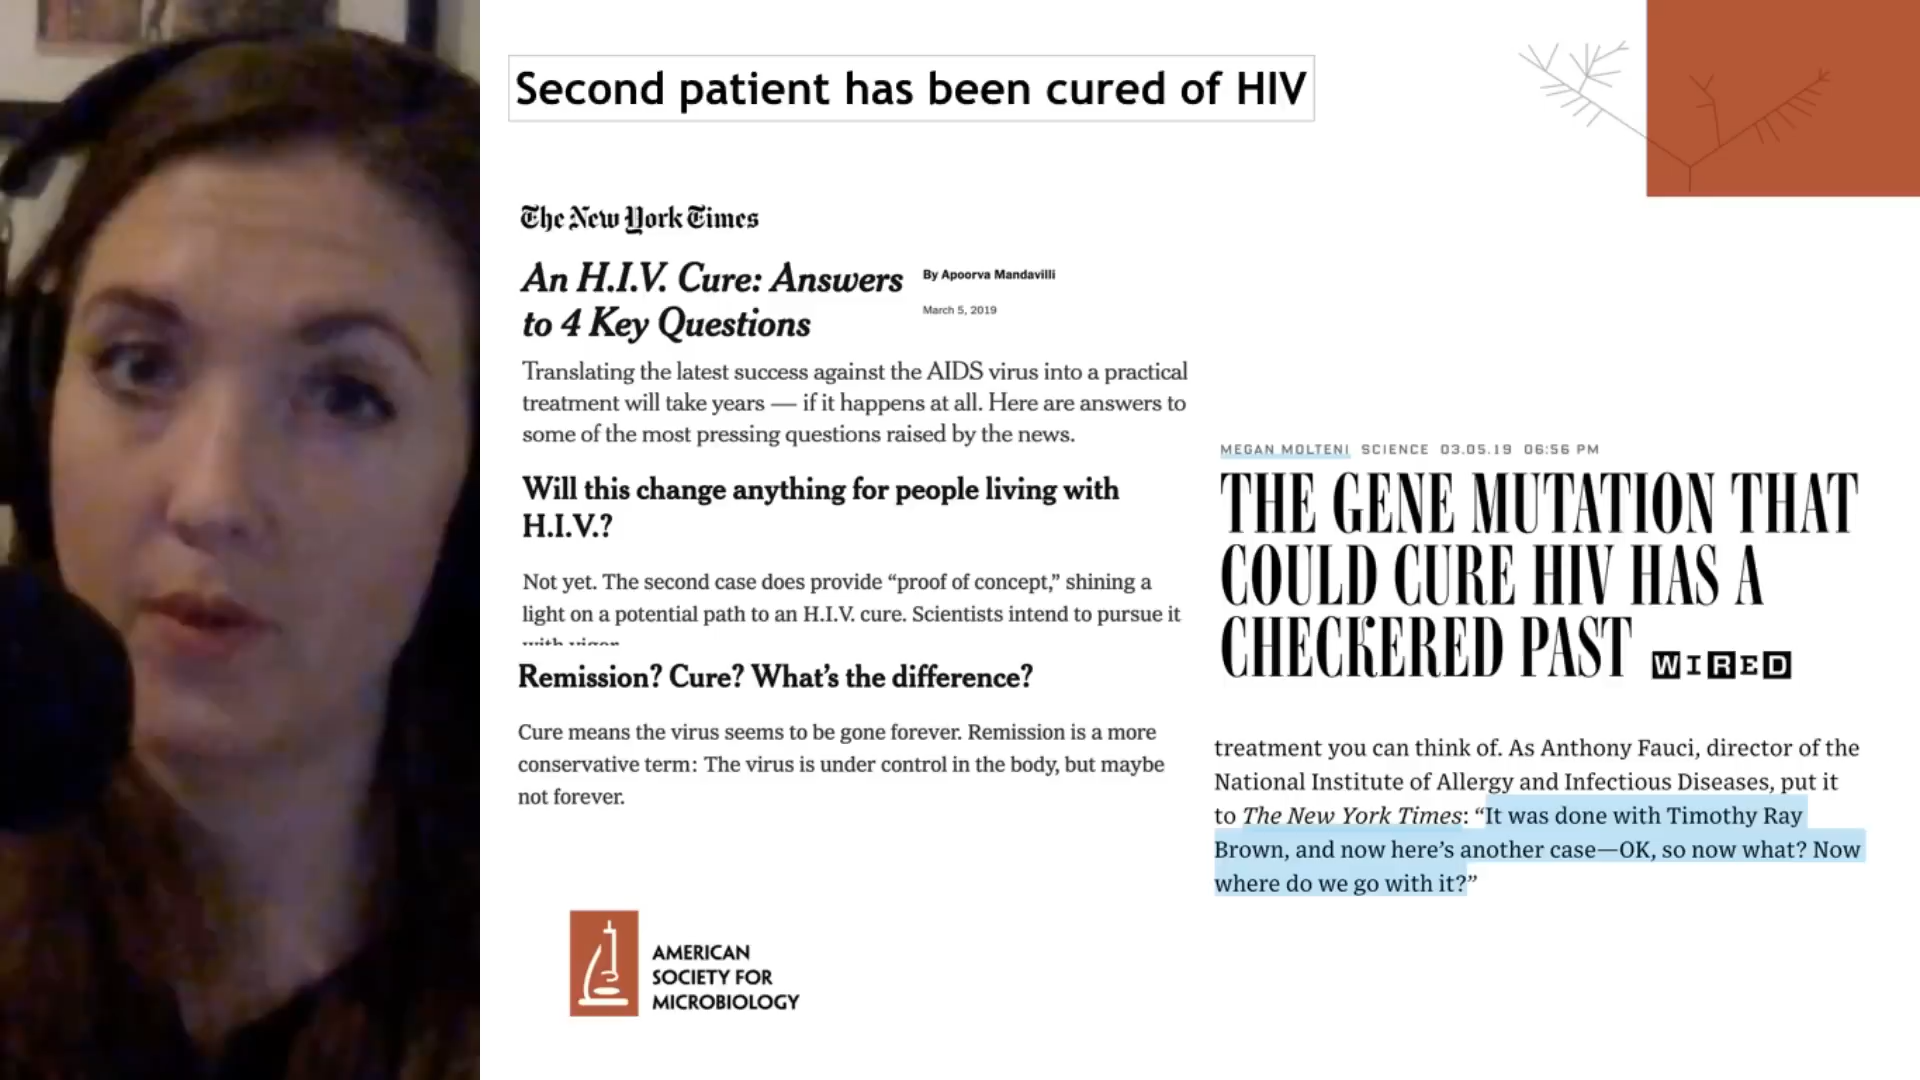 Second patient has been cured of HIV
The New York Times
An H.I.V. Cure: Answers
to 4 Key Questions
By Apoorva Mandavilli
March 5, 2019
Translating the latest success against the AIDS virus into a practical
treatment will take years — if it happens at all. Here are answers to
some of the most pressing questions raised by the news.
Will this change anything for people living with
H.I.V.?
Not yet. The second case does provide “proof of concept,” shining a
light on a potential path to an H.I.V. cure. Scientists intend to pursue it
with vigor.
Remission? Cure? What’s the difference?
Cure means the virus seems to be gone forever. Remission is a more
conservative term: The virus is under control in the body, but maybe
not forever.
MEGAN MOLTENI SCIENCE 03.05.19 06:56 PM
THE GENE MUTATION THAT
COULD CURE HIV HAS A
CHECKERED PAST WIRED
treatment you can think of. As Anthony Fauci, director of the
National Institute of Allergy and Infectious Diseases, put it
to The New York Times: “It was done with Timothy Ray
Brown, and now here’s another case—OK, so now what? Now
where do we go with it?”
AMERICAN
SOCIETY FOR
MICROBIOLOGY